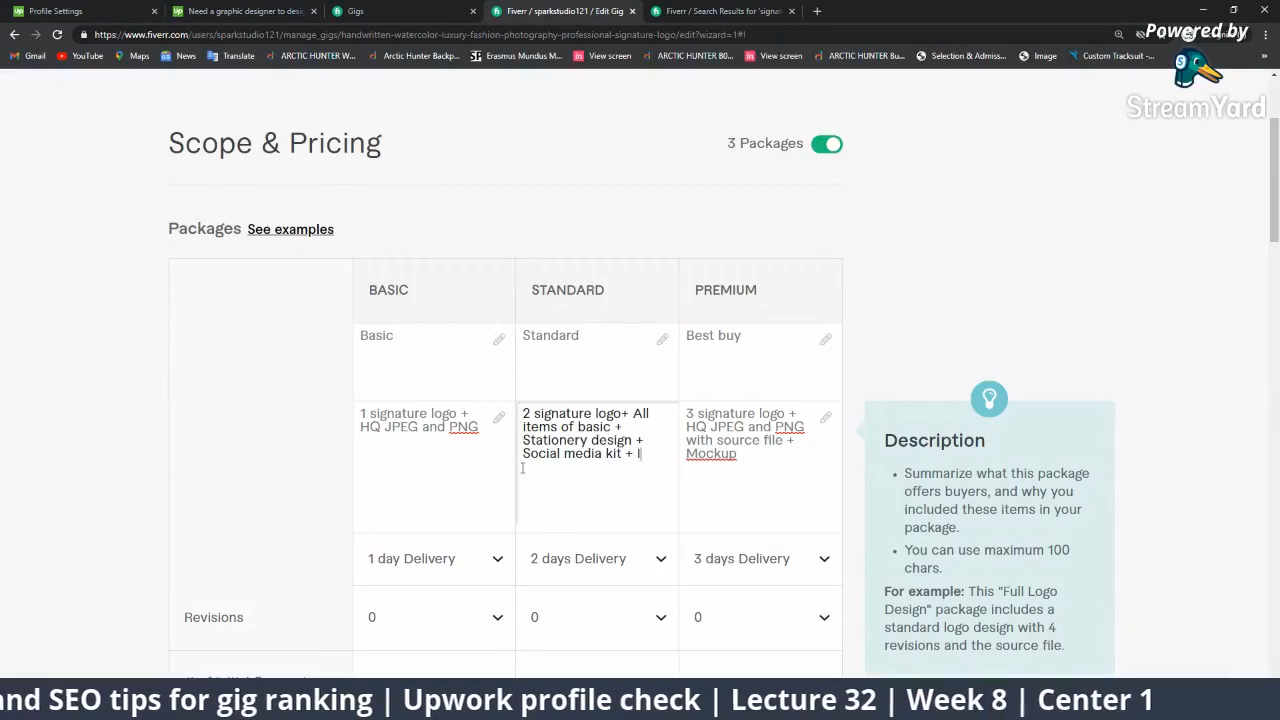 Profile Settings
Need a graphic designer to desi
Gigs
Fiverr / sparkstudio121 / Edit Gig
Fiverr / Search Results for 'signat
https://www.fiverr.com/users/sparkstudio121/manage_gigs/handwritten-watercolor-luxury-fashion-photography-professional-signature-logo/edit?wizard=1#!
Gmail
YouTube
Maps
News
Translate
ARCTIC HUNTER W...
Arctic Hunter Backp...
Erasmus Mundus M...
View screen
ARCTIC HUNTER B0...
View screen
ARCTIC HUNTER Bu...
Selection & Admiss...
Image
Custom Tracksuit -...
Powered by
StreamYard
Scope & Pricing
3 Packages
Packages See examples
BASIC STANDARD PREMIUM
Basic
Standard
Best buy
1 signature logo +
HQ JPEG and PNG
2 signature logo+ All
items of basic +
Stationery design +
Social media kit + I
3 signature logo +
HQ JPEG and PNG
with source file +
Mockup
1 day Delivery
2 days Delivery
3 days Delivery
Revisions
0
0
0
Description
Summarize what this package
offers buyers, and why you
included these items in your
package.
You can use maximum 100
chars.
For example: This "Full Logo
Design" package includes a
standard logo design with 4
revisions and the source file.
and SEO tips for gig ranking | Upwork profile check | Lecture 32 | Week 8 | Center 1